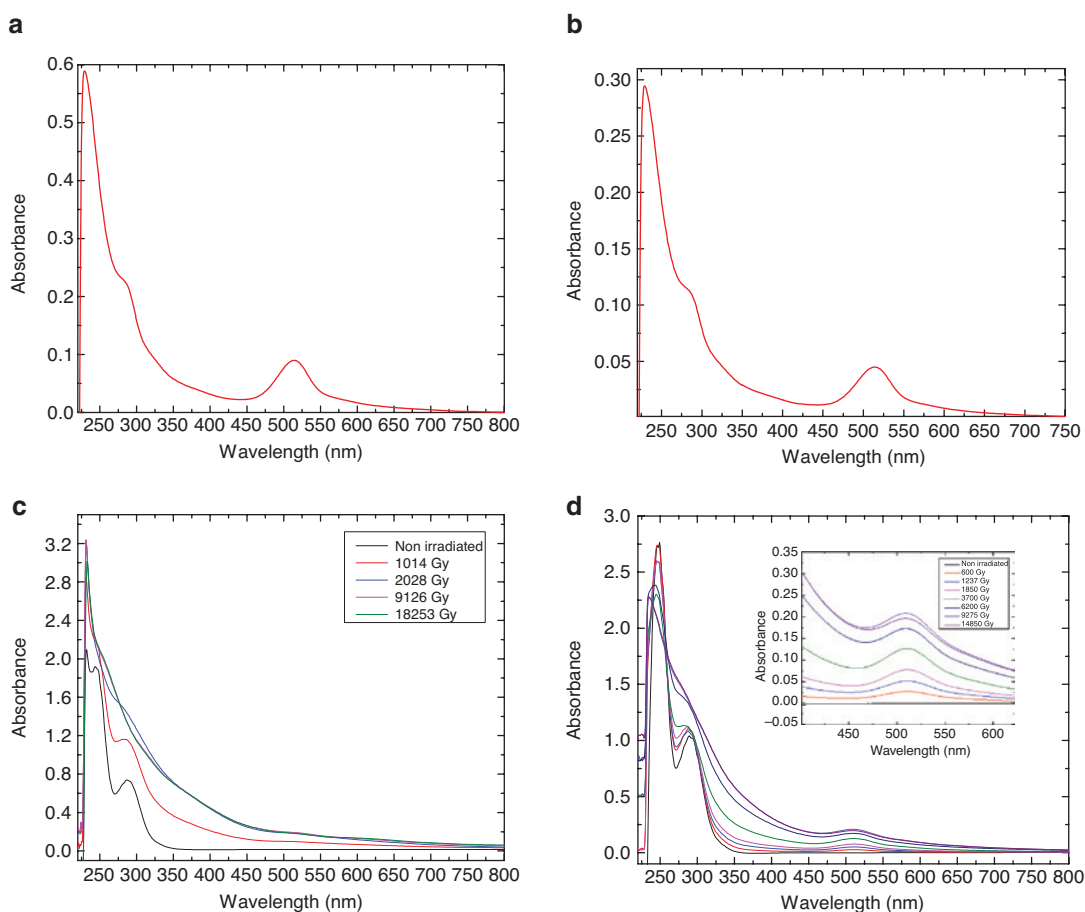 a
0.6
0.5
0.4
0.3
0.2
0.1
0.0
Absorbance
250 300 350 400 450 500 550 600 650 700 750 800
Wavelength (nm)
b
0.30
0.25
0.20
0.15
0.10
0.05
Absorbance
250 300 350 400 450 500 550 600 650 700 750
Wavelength (nm)
c
3.2
2.8
2.4
2.0
1.6
1.2
0.8
0.4
0.0
Absorbance
Non irradiated
1014 Gy
2028 Gy
9126 Gy
18253 Gy
250 300 350 400 450 500 550 600 650 700 750 800
Wavelength (nm)
d
3.0
2.5
2.0
1.5
1.0
0.5
0.0
Absorbance
0.35
0.30
0.25
0.20
0.15
0.10
0.05
0.00
−0.05
Absorbance
Non irradiated
600 Gy
1237 Gy
1850 Gy
3700 Gy
6200 Gy
9275 Gy
14850 Gy
450 500 550 600
Wavelength (nm)
250 300 350 400 450 500 550 600 650 700 750 800
Wavelength (nm)